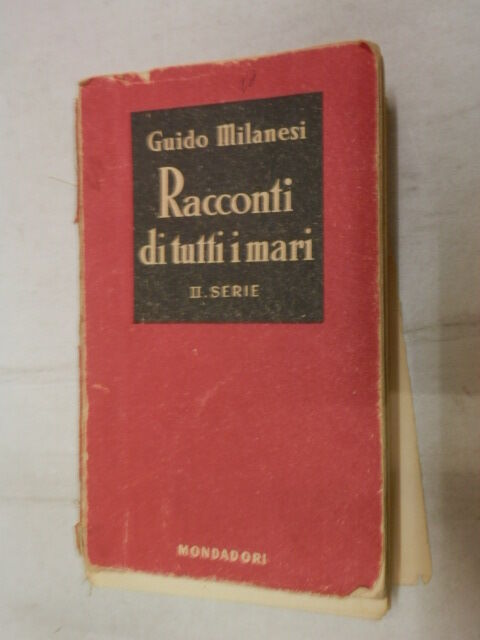 Guido Milanesi
Racconti
di tutti i mari
II. SERIE
MONDADORI